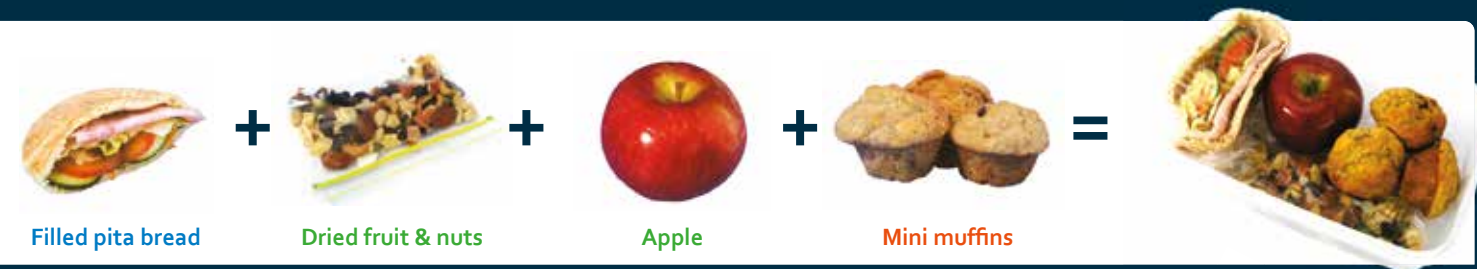 + + + =
Filled pita bread Dried fruit & nuts Apple Mini muffins